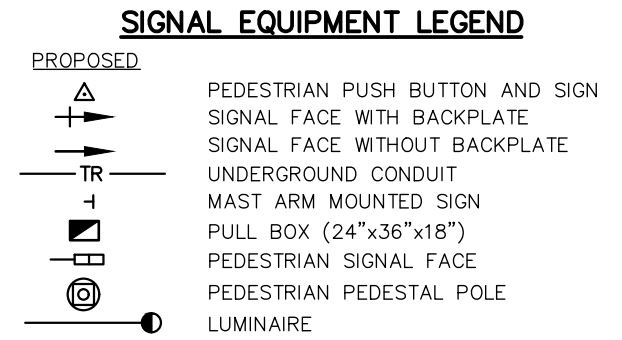 SIGNAL EQUIPMENT LEGEND
PROPOSED
PEDESTRIAN PUSH BUTTON AND SIGN
SIGNAL FACE WITH BACKPLATE
SIGNAL FACE WITHOUT BACKPLATE
TR UNDERGROUND CONDUIT
MAST ARM MOUNTED SIGN
PULL BOX (24”x36”x18”)
PEDESTRIAN SIGNAL FACE
PEDESTRIAN PEDESTAL POLE
LUMINAIRE